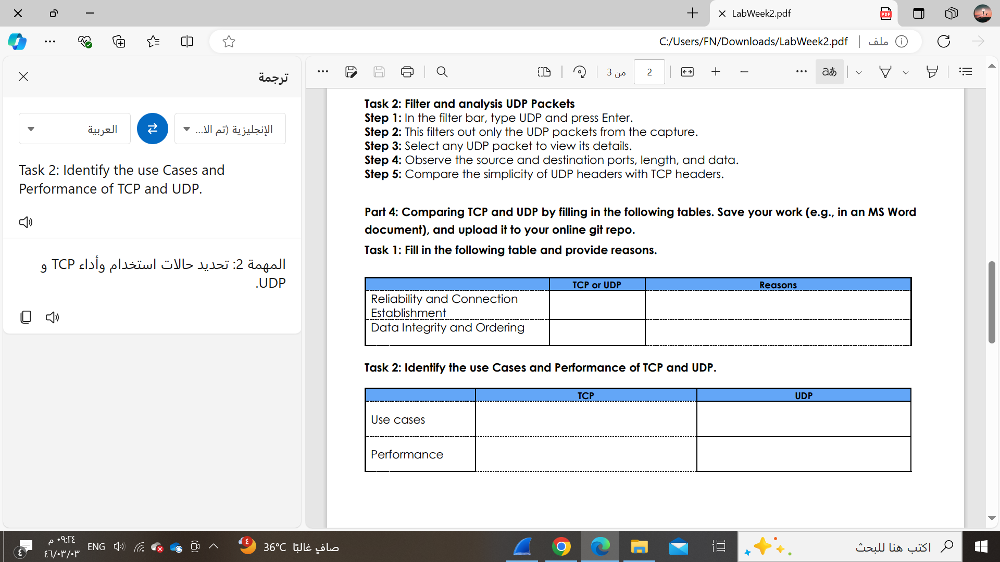 LabWeek2.pdf
C:/Users/FN/Downloads/LabWeek2.pdf
ملف
ترجمة
العربية
الإنجليزية (تم الا...
Task 2: Identify the use Cases and
Performance of TCP and UDP.
المهمة 2: تحديد حالات استخدام وأداء TCP و
UDP.
من 3
2
aあ
Task 2: Filter and analysis UDP Packets
Step 1: In the filter bar, type UDP and press Enter.
Step 2: This filters out only the UDP packets from the capture.
Step 3: Select any UDP packet to view its details.
Step 4: Observe the source and destination ports, length, and data.
Step 5: Compare the simplicity of UDP headers with TCP headers.
Part 4: Comparing TCP and UDP by filling in the following tables. Save your work (e.g., in an MS Word
document), and upload it to your online git repo.
Task 1: Fill in the following table and provide reasons.
TCP or UDP
Reasons
Reliability and Connection
Establishment
Data Integrity and Ordering
Task 2: Identify the use Cases and Performance of TCP and UDP.
TCP
UDP
Use cases
Performance
٠٩:٢٤ م
٤٦/٠٣/٠٣
٤
ENG
٤
36°C
صافٍ غالبًا
اكتب هنا للبحث
PDF